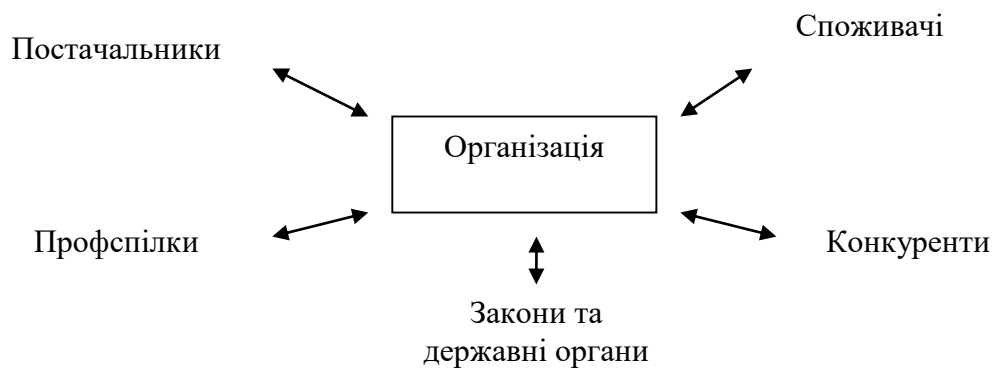 Постачальники
Споживачі
Організація
Профспілки
Конкуренти
Закони та
державні органи